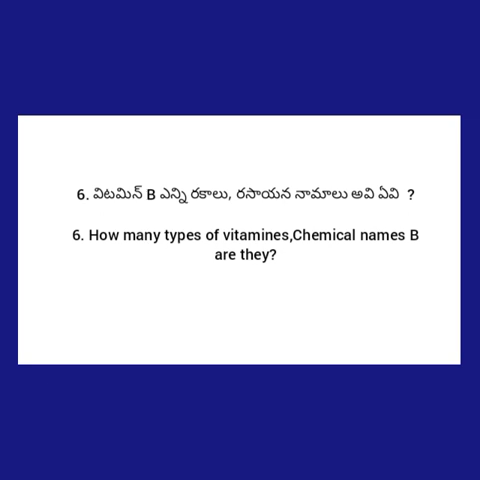 6. విటమిన్ B ఎన్ని రకాలు, రసాయన నామాలు అవి ఏవి ?
6. How many types of vitamines,Chemical names B
are they?